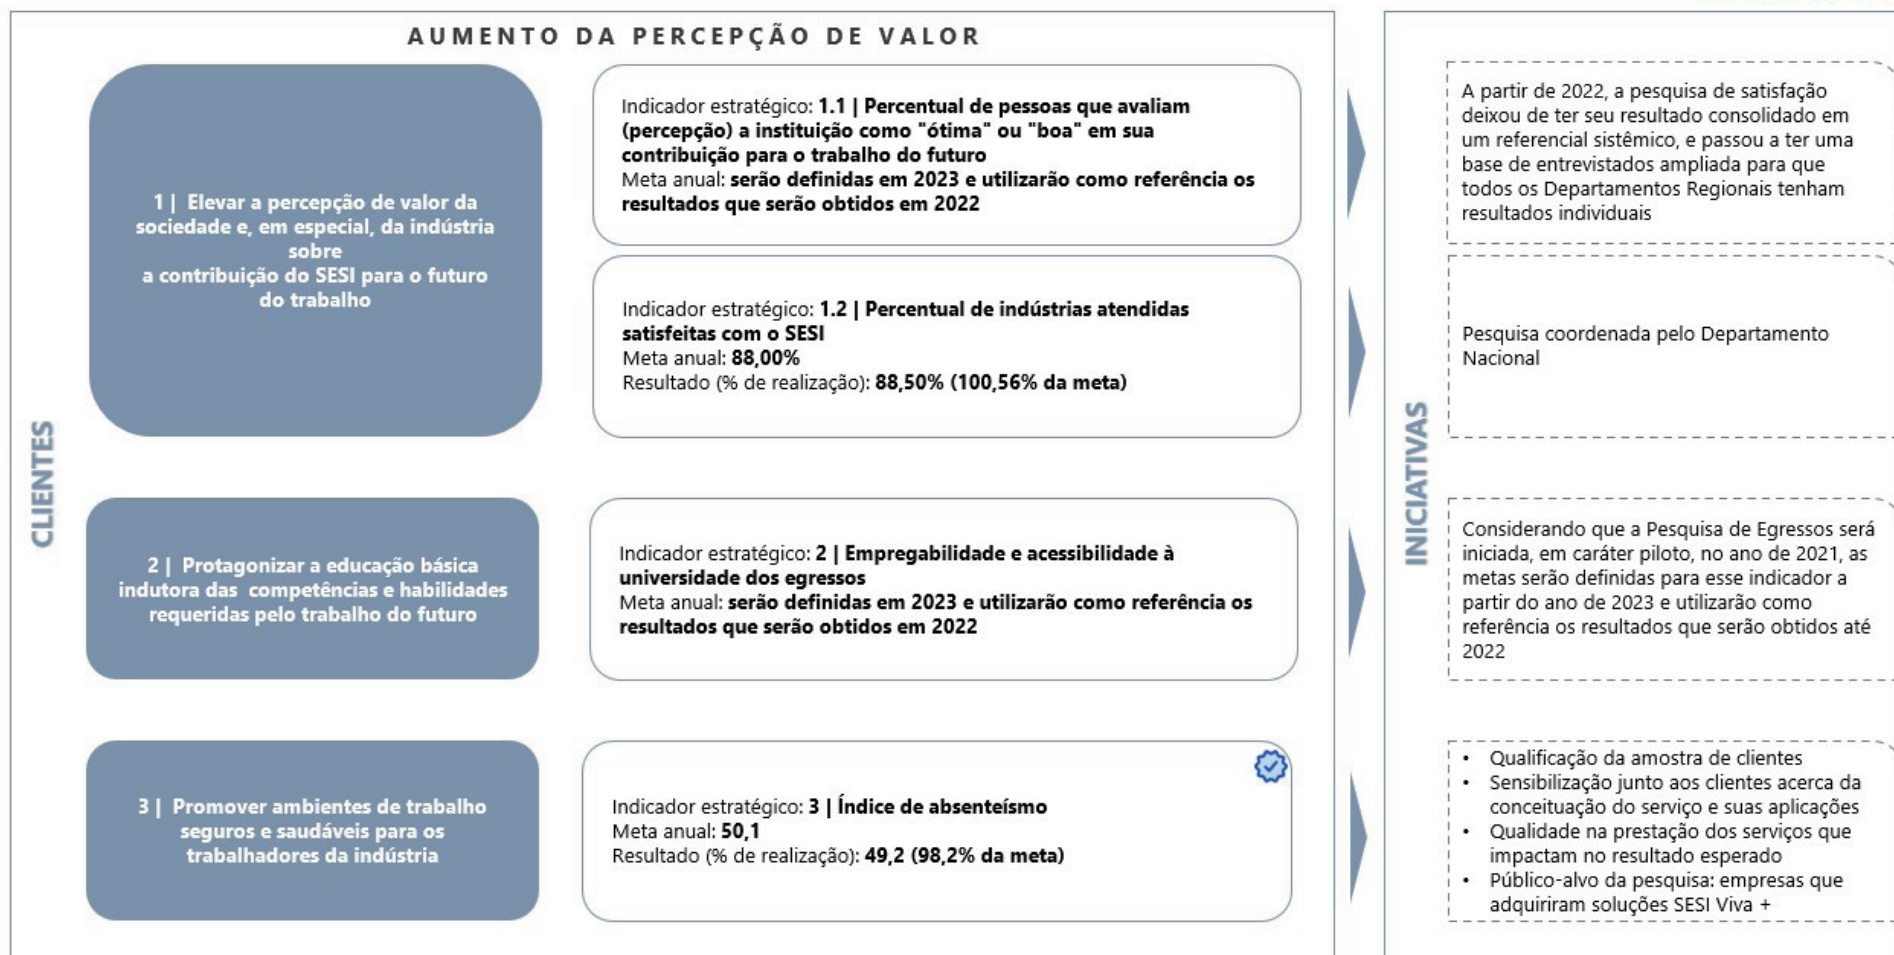 AUMENTO DA PERCEPÇÃO DE VALOR
CLIENTES
1 | Elevar a percepção de valor da
sociedade e, em especial, da indústria
sobre
a contribuição do SESI para o futuro
do trabalho
Indicador estratégico: 1.1 | Percentual de pessoas que avaliam
(percepção) a instituição como "ótima" ou "boa" em sua
contribuição para o trabalho do futuro
Meta anual: serão definidas em 2023 e utilizarão como referência os
resultados que serão obtidos em 2022
Indicador estratégico: 1.2 | Percentual de indústrias atendidas
satisfeitas com o SESI
Meta anual: 88,00%
Resultado (% de realização): 88,50% (100,56% da meta)
2 | Protagonizar a educação básica
indutora das competências e habilidades
requeridas pelo trabalho do futuro
Indicador estratégico: 2 | Empregabilidade e acessibilidade à
universidade dos egressos
Meta anual: serão definidas em 2023 e utilizarão como referência os
resultados que serão obtidos em 2022
3 | Promover ambientes de trabalho
seguros e saudáveis para os
trabalhadores da indústria
Indicador estratégico: 3 | Índice de absenteísmo
Meta anual: 50,1
Resultado (% de realização): 49,2 (98,2% da meta)
INICIATIVAS
A partir de 2022, a pesquisa de satisfação
deixou de ter seu resultado consolidado em
um referencial sistêmico, e passou a ter uma
base de entrevistados ampliada para que
todos os Departamentos Regionais tenham
resultados individuais
Pesquisa coordenada pelo Departamento
Nacional
Considerando que a Pesquisa de Egressos será
iniciada, em caráter piloto, no ano de 2021, as
metas serão definidas para esse indicador a
partir do ano de 2023 e utilizarão como
referência os resultados que serão obtidos até
2022
• Qualificação da amostra de clientes
• Sensibilização junto aos clientes acerca da
conceituação do serviço e suas aplicações
• Qualidade na prestação dos serviços que
impactam no resultado esperado
• Público-alvo da pesquisa: empresas que
adquiriram soluções SESI Viva +